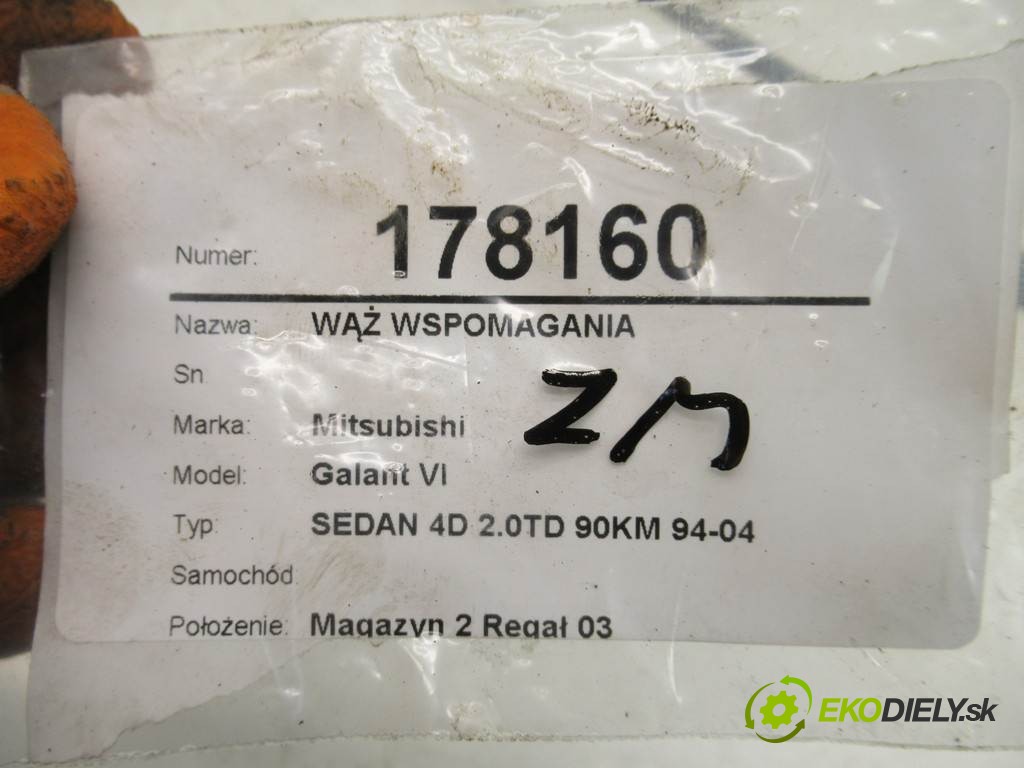 Numer: 178160
Nazwa: WĄŻ WSPOMAGANIA
Sn
Marka: Mitsubishi
ZM
Model: Galant VI
Typ: SEDAN 4D 2.0TD 90KM 94-04
Samochód
Położenie: Magazyn 2 Regał 03
EKODIELY.sk